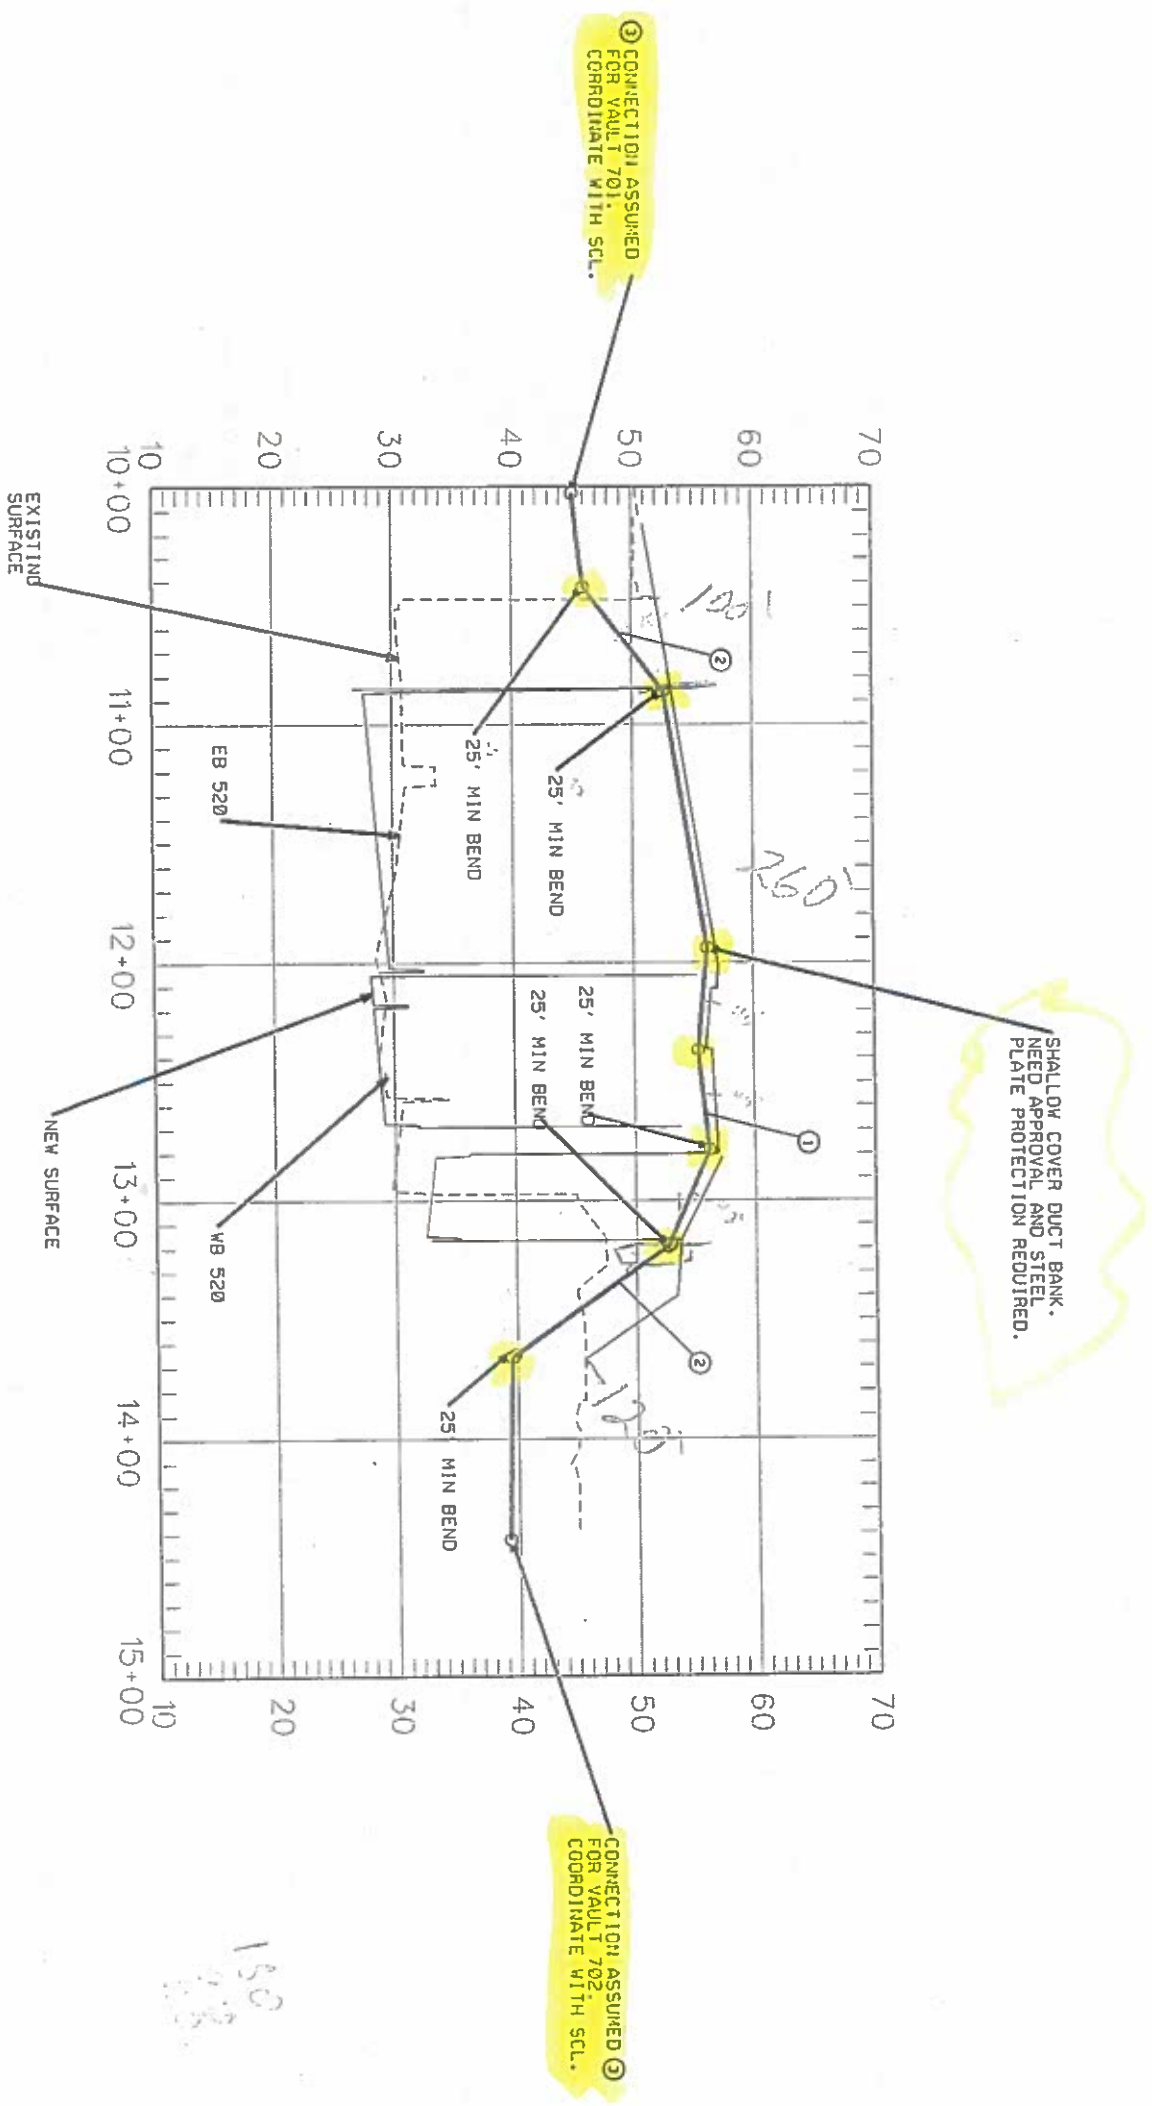 ③ CONNECTION ASSUMED
FOR VAULT 701.
CORRDINATE WITH SCL.
SHALLOW COVER DUCT BANK.
NEED APPROVAL AND STEEL
PLATE PROTECTION REQUIRED.
CONNECTION ASSUMED ③
FOR VAULT 702.
COORDINATE WITH SCL.
70
60
50
40
30
20
10
70
60
50
40
30
20
10
100'
260'
120
②
①
②
25' MIN BEND
25' MIN BEND
25' MIN BEND
25' MIN BEND
25' MIN BEND
EB 520
WB 520
10+00
11+00
12+00
13+00
14+00
15+00
EXISTING
SURFACE
NEW SURFACE
150